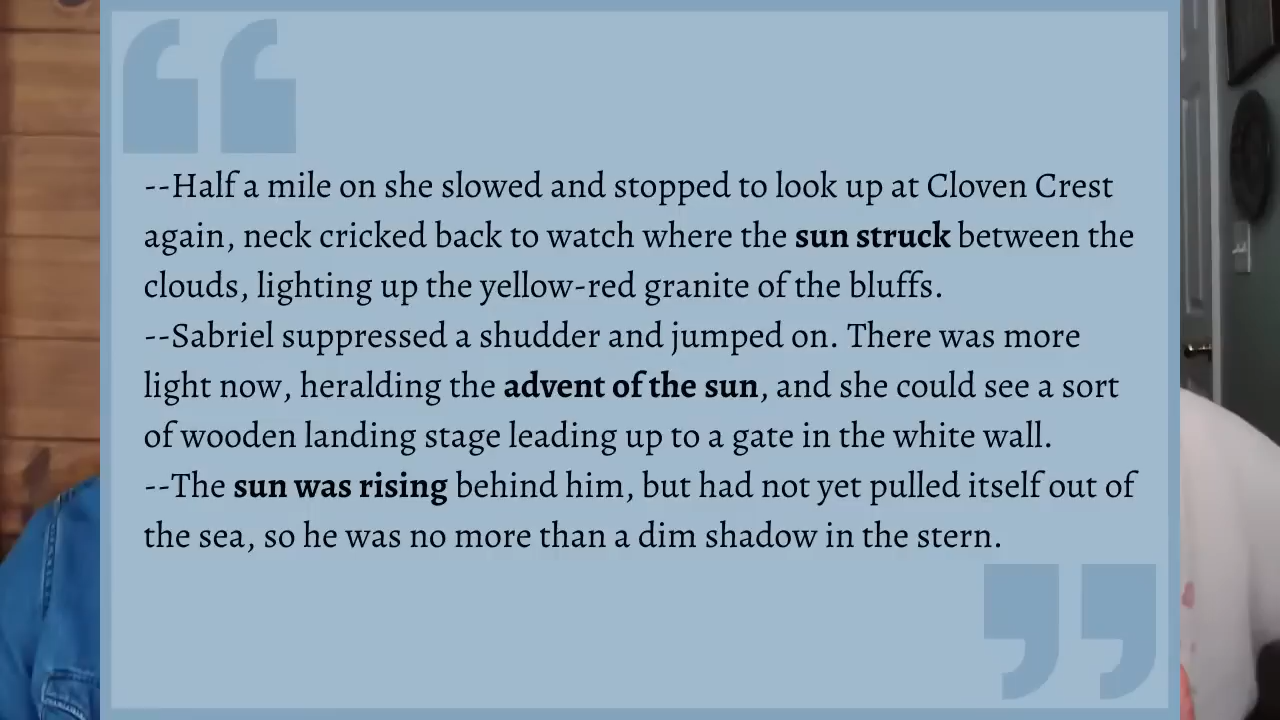 --Half a mile on she slowed and stopped to look up at Cloven Crest
again, neck cricked back to watch where the sun struck between the
clouds, lighting up the yellow-red granite of the bluffs.
--Sabriel suppressed a shudder and jumped on. There was more
light now, heralding the advent of the sun, and she could see a sort
of wooden landing stage leading up to a gate in the white wall.
--The sun was rising behind him, but had not yet pulled itself out of
the sea, so he was no more than a dim shadow in the stern.